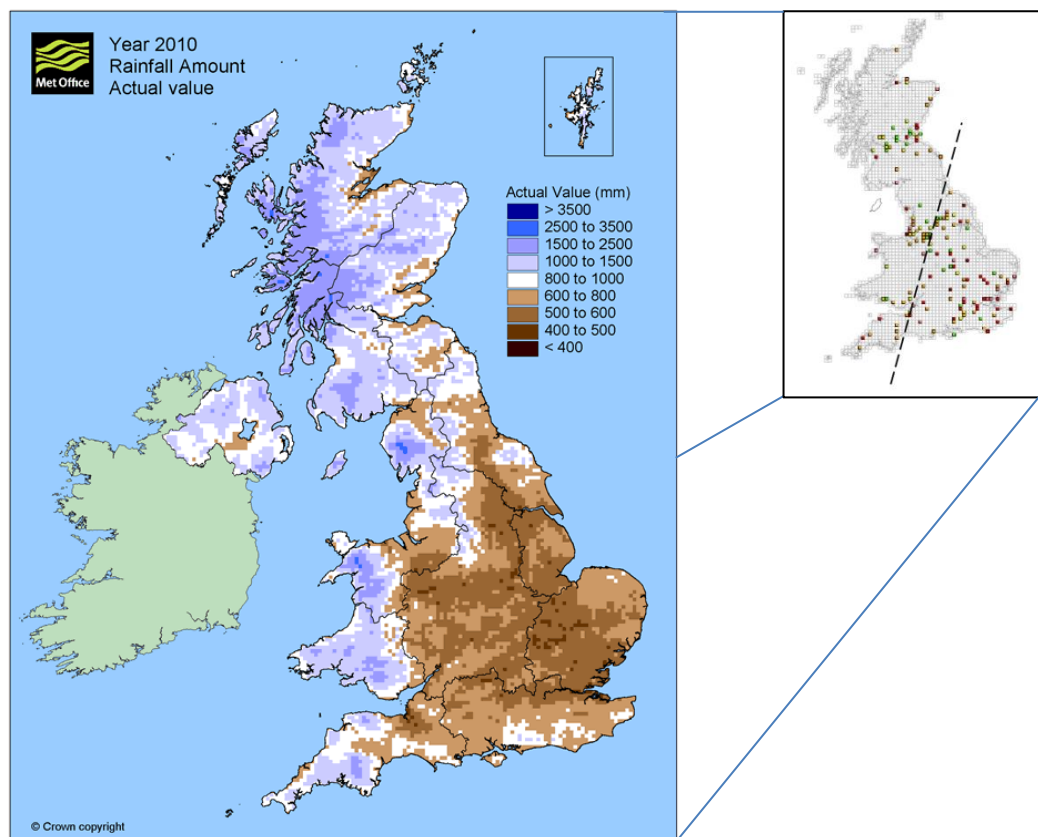 Met Office
Year 2010
Rainfall Amount
Actual value
Actual Value (mm)
> 3500
2500 to 3500
1500 to 2500
1000 to 1500
800 to 1000
600 to 800
500 to 600
400 to 500
< 400
© Crown copyright